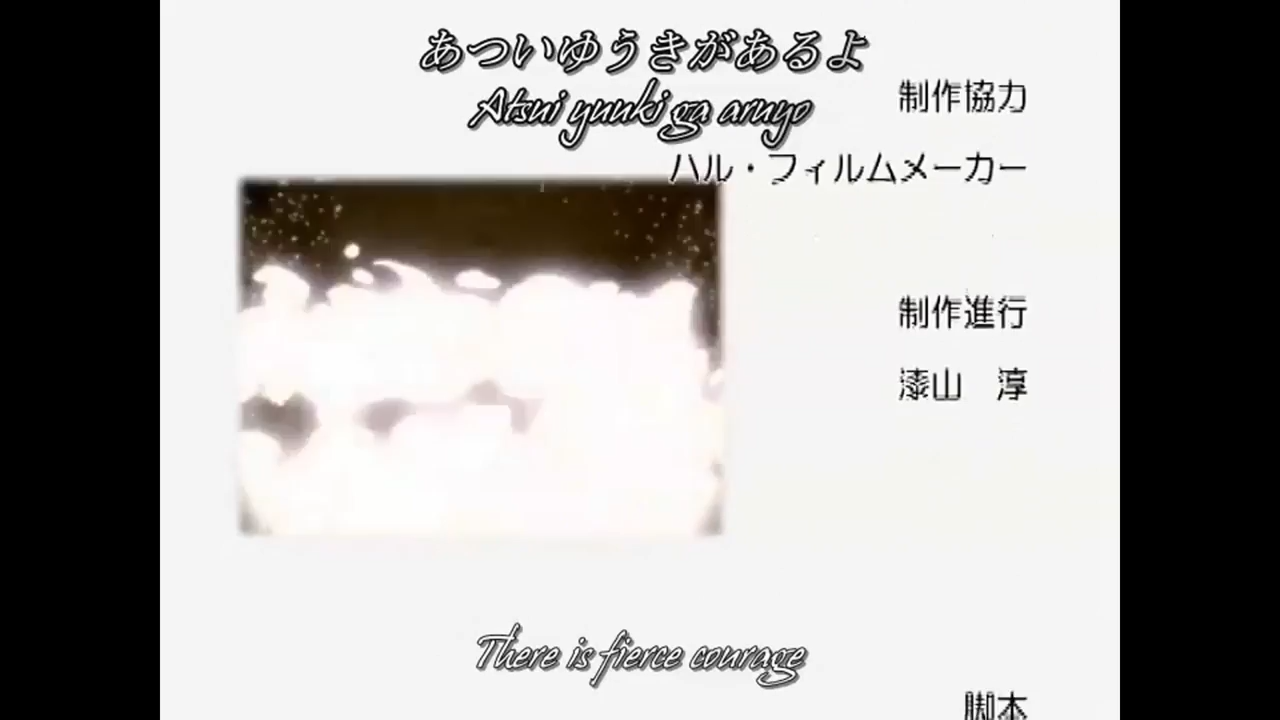 あついゆうきがあるよ
Atsui yuuki ga aruyo
制作協力
ハル・フィルムメーカー
制作進行
漆山　淳
There is fierce courage
脚本